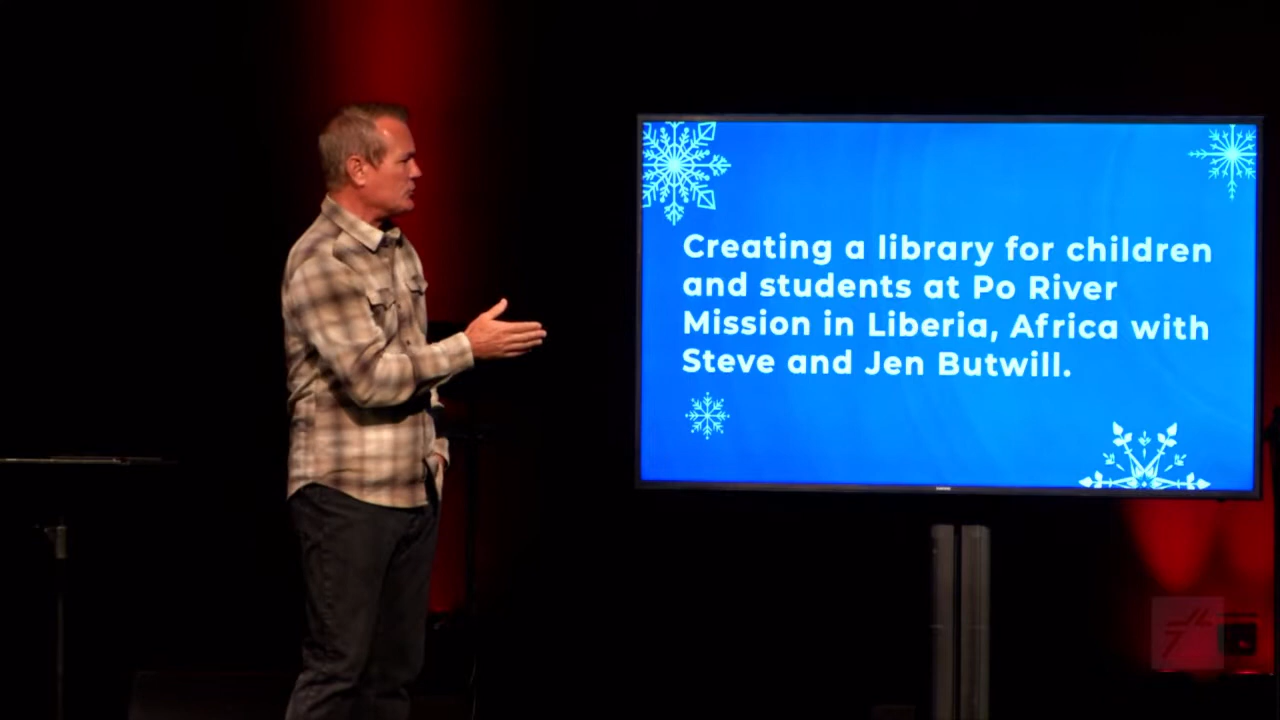 Creating a library for children
and students at Po River
Mission in Liberia, Africa with
Steve and Jen Butwill.